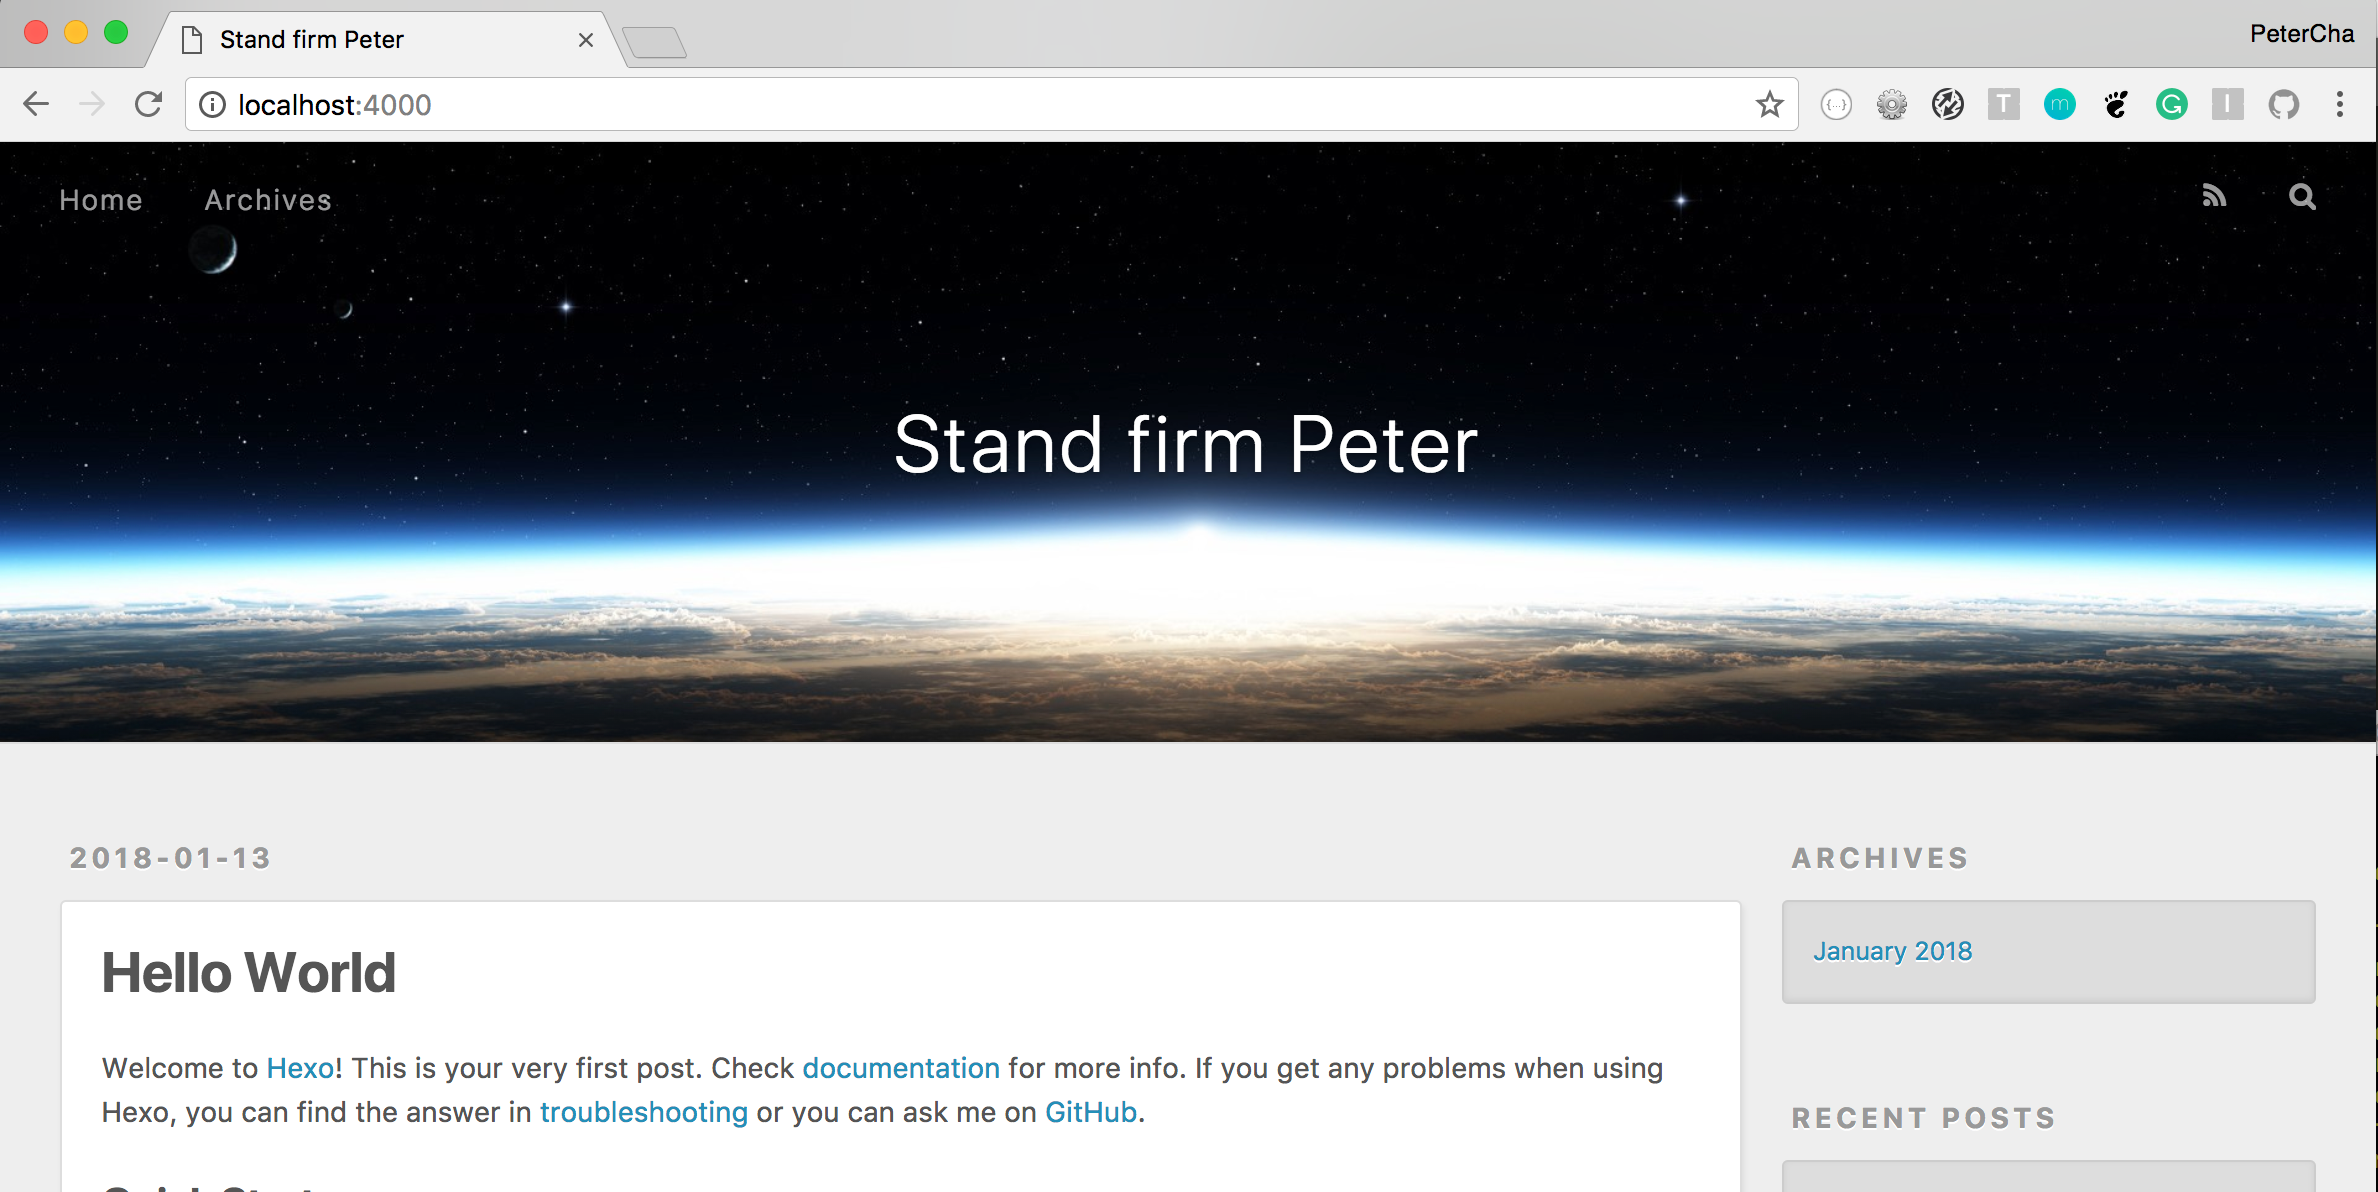 Stand firm Peter
PeterCha
localhost:4000
Home Archives
Stand firm Peter
2018-01-13
Hello World
Welcome to Hexo! This is your very first post. Check documentation for more info. If you get any problems when using
Hexo, you can find the answer in troubleshooting or you can ask me on GitHub.
ARCHIVES
January 2018
RECENT POSTS